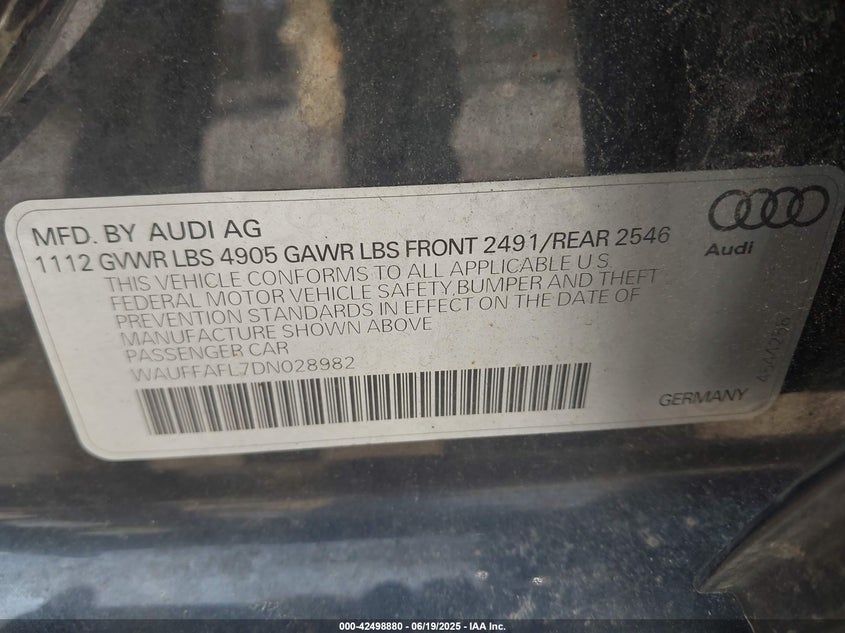 MFD. BY AUDI AG
1112 GVWR LBS 4905 GAWR LBS FRONT 2491/REAR 2546
THIS VEHICLE CONFORMS TO ALL APPLICABLE U S
FEDERAL MOTOR VEHICLE SAFETY,BUMPER AND THEFT
PREVENTION STANDARDS IN EFFECT ON THE DATE OF
MANUFACTURE SHOWN ABOVE
PASSENGER CAR
WAUFFAFL7DN028982
Audi
GERMANY
000-42498880 - 06/19/2025 - IAA Inc.